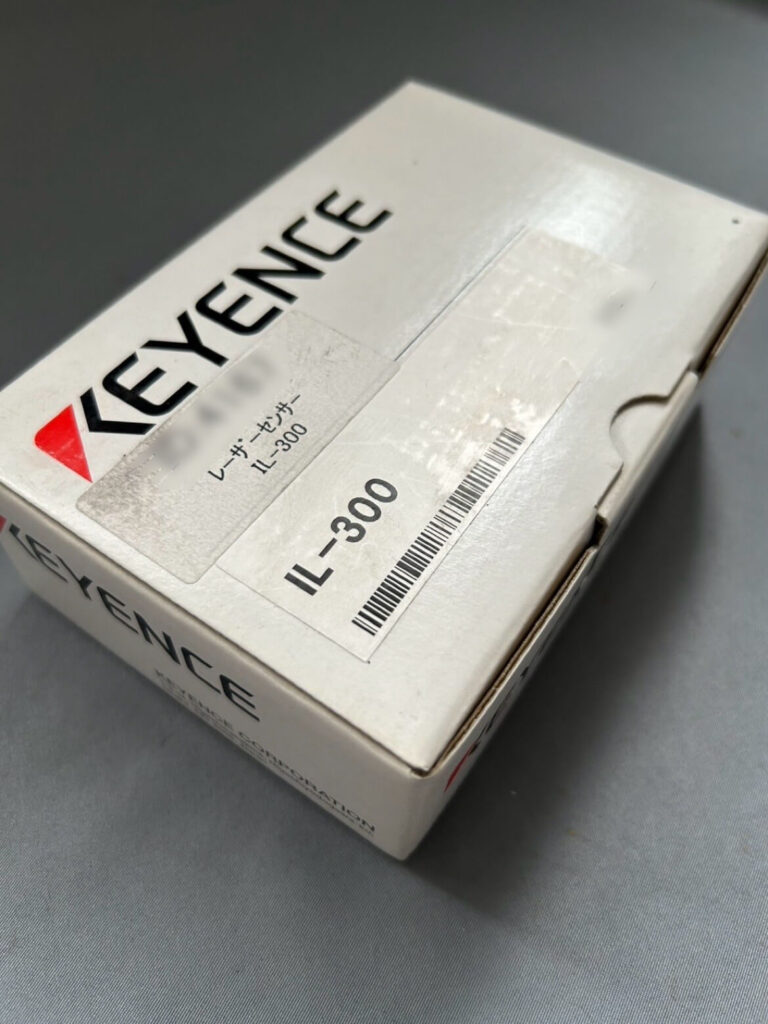 KEYENCE
レーザーセンサー
IL-300
IL-300
KEYENCE
KEYENCE CORPORATION